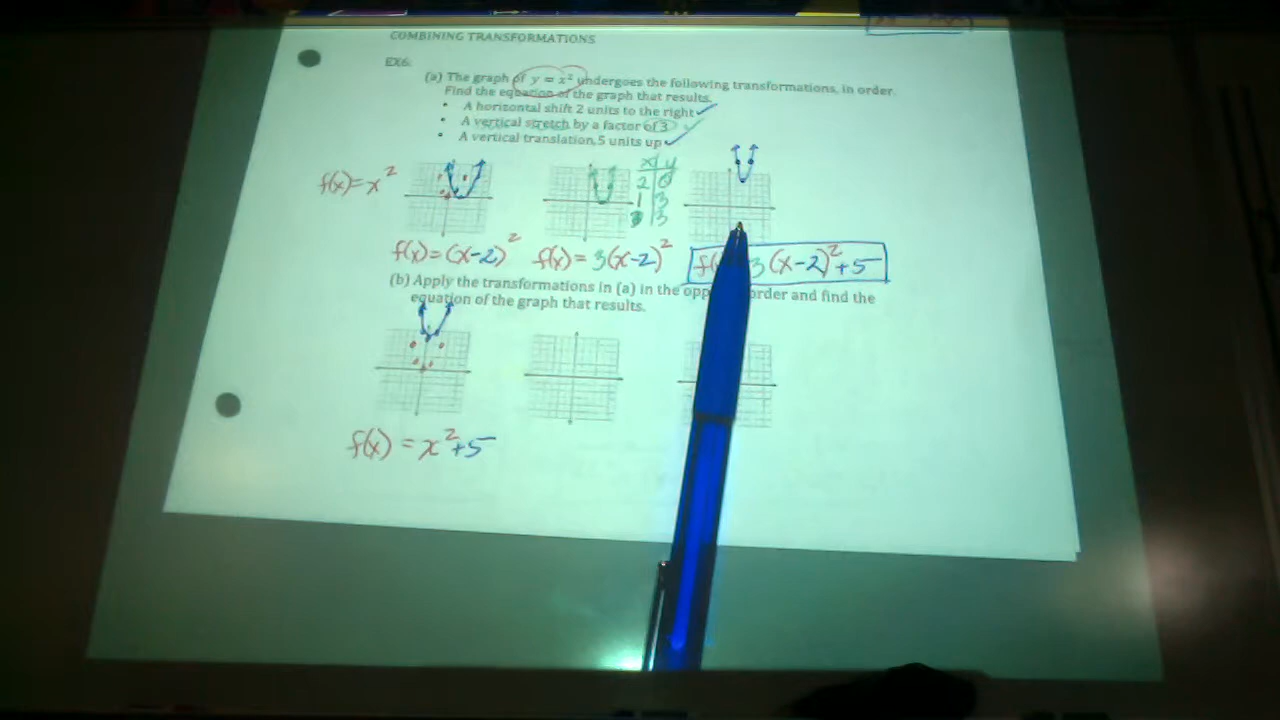 COMBINING TRANSFORMATIONS
EX6:
(a) The graph of y = x² undergoes the following transformations, in order.
Find the equation of the graph that results.
• A horizontal shift 2 units to the right
• A vertical stretch by a factor of 3
• A vertical translation, 5 units up
f(x) = x²
x y
2 0
1 3
3 3
f(x) = (x-2)² f(x) = 3(x-2)² f( 3(x-2)²+5
(b) Apply the transformations in (a) in the opp order and find the
equation of the graph that results.
f(x) = x²+5